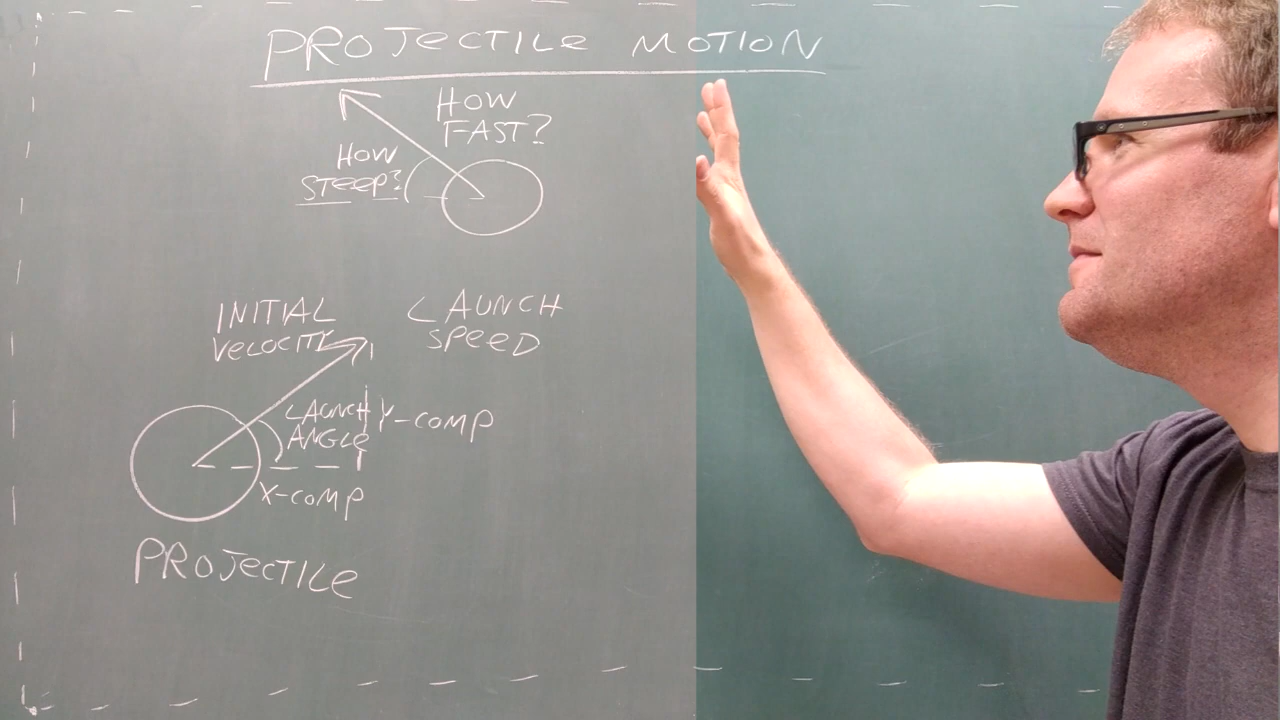 PROJECTILE MOTION
HOW
FAST?
HOW
STEEP?
INITIAL
VELOCITY
LAUNCH
SPEED
LAUNCH
ANGLE
Y-COMP
X-COMP
PROJECTILE